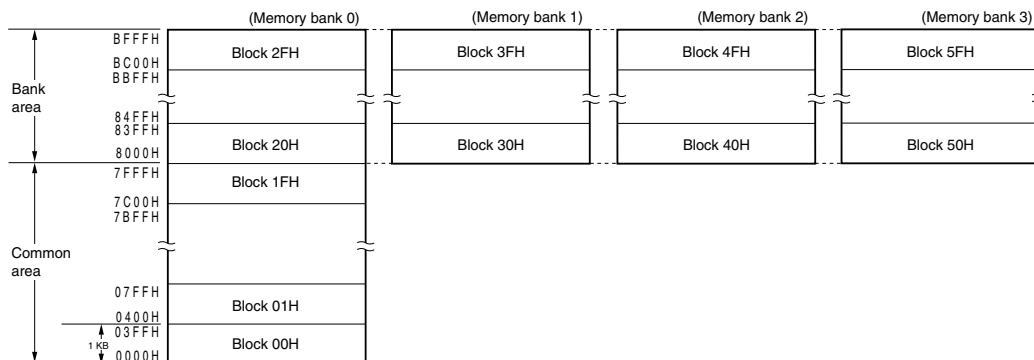 (Memory bank 0) (Memory bank 1) (Memory bank 2) (Memory bank 3)
BFFFH
Block 2FH Block 3FH Block 4FH Block 5FH
BC00H
BBFFH
Bank
area
84FFH
83FFH
Block 20H Block 30H Block 40H Block 50H
8000H
7FFFH
Block 1FH
7C00H
7BFFH
Common
area
07FFH
Block 01H
0400H
03FFH
1 KB
Block 00H
0000H